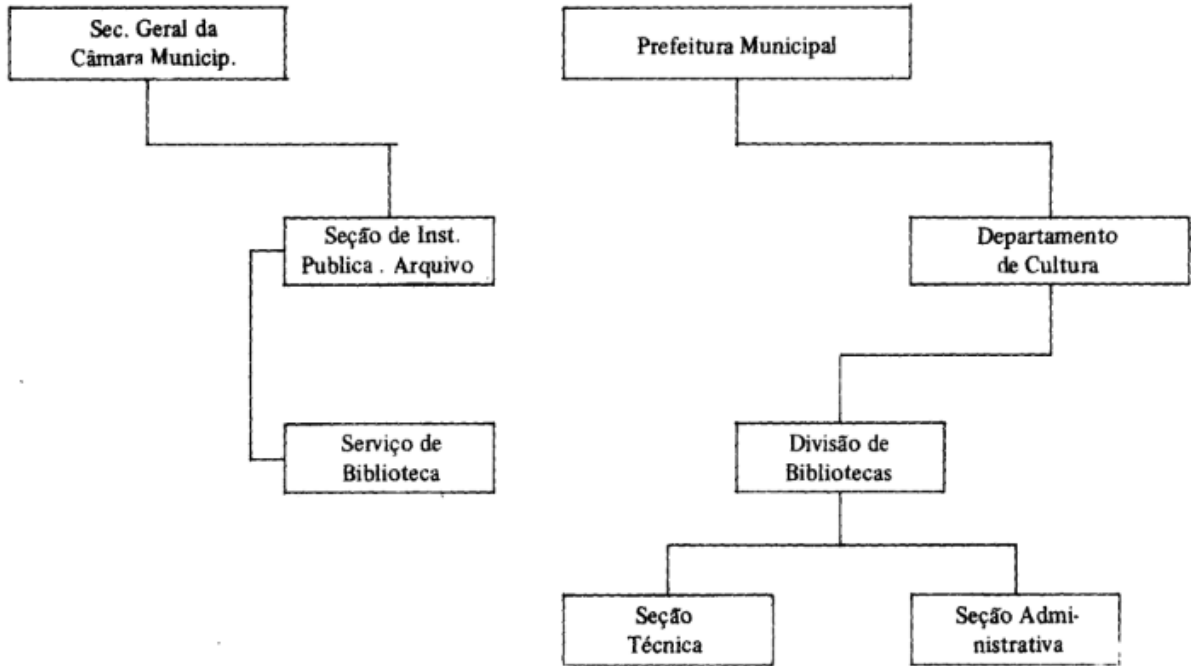 Sec. Geral da
Câmara Municip.
Prefeitura Municipal
Seção de Inst.
Publica . Arquivo
Departamento
de Cultura
Serviço de
Biblioteca
Divisão de
Bibliotecas
Seção
Técnica
Seção Admi-
nistrativa